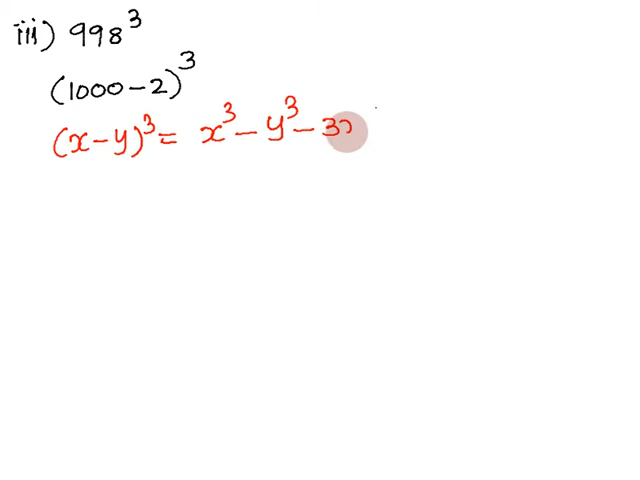 iii) 998³
(1000-2)³
(x-y)³ = x³ - y³ - 3